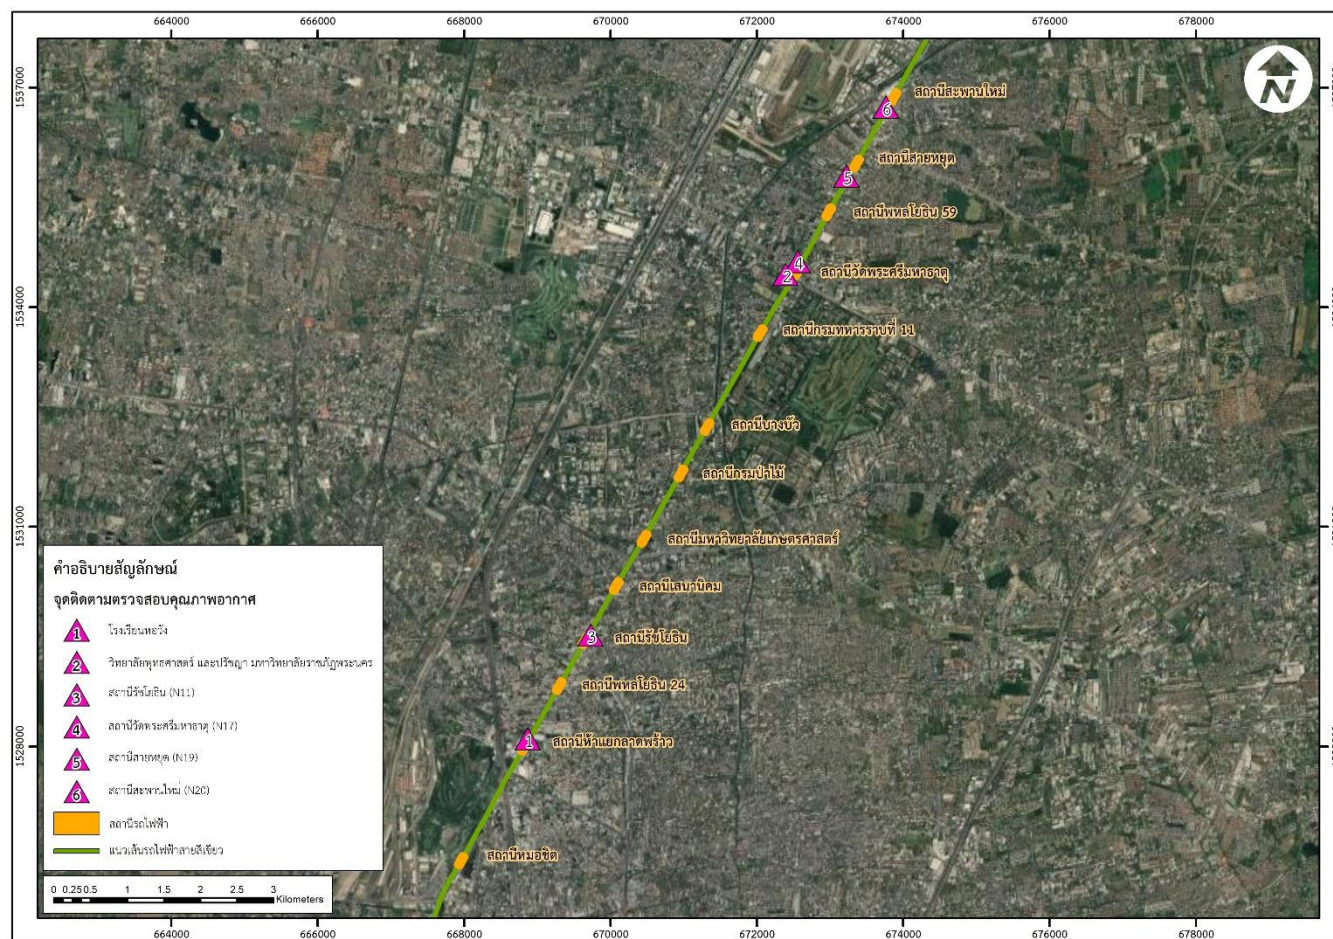 664000 666000 668000 670000 672000 674000 676000 678000
N
1537000
สถานีสะพานใหม่
6
สถานีสายหยุด
5
สถานีพหลโยธิน 59
4
2
สถานีวัดพระศรีมหาธาตุ
1534000
สถานีกรมทหารราบที่ 11
สถานีบางบัว
สถานีกรมป่าไม้
1531000
สถานีมหาวิทยาลัยเกษตรศาสตร์
สถานีเสนานิคม
3
สถานีรัชโยธิน
สถานีพหลโยธิน 24
1528000
1
สถานีห้าแยกลาดพร้าว
สถานีหมอชิต
คำอธิบายสัญลักษณ์
จุดติดตามตรวจสอบคุณภาพอากาศ
1 โรงเรียนหอวัง
2 วิทยาลัยพุทธศาสตร์ และปรัชญา มหาวิทยาลัยราชภัฏพระนคร
3 สถานีรัชโยธิน (N11)
4 สถานีวัดพระศรีมหาธาตุ (N17)
5 สถานีสายหยุด (N19)
6 สถานีสะพานใหม่ (N20)
สถานีรถไฟฟ้า
แนวเส้นรถไฟฟ้าสายสีเขียว
0 0.25 0.5 1 1.5 2 2.5 3
Kilometers
664000 666000 668000 670000 672000 674000 676000 678000